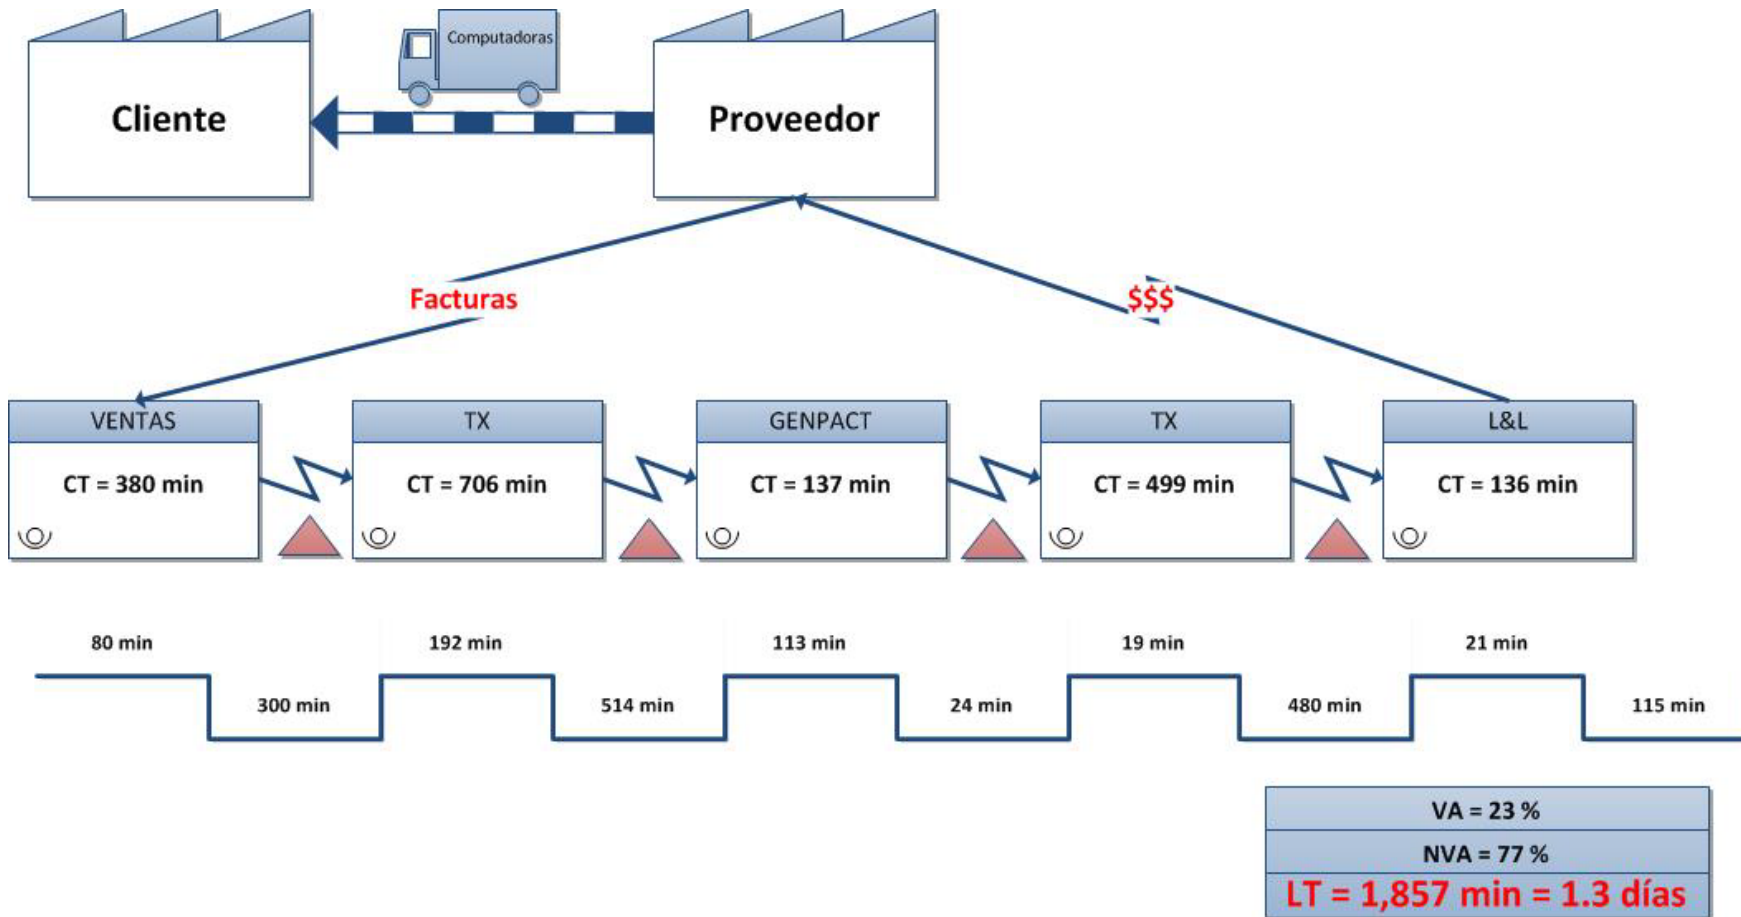 Computadoras
Cliente
Proveedor
Facturas
$$$
VENTAS
TX
GENPACT
TX
L&L
CT = 380 min
CT = 706 min
CT = 137 min
CT = 499 min
CT = 136 min
80 min
192 min
113 min
19 min
21 min
300 min
514 min
24 min
480 min
115 min
VA = 23 %
NVA = 77 %
LT = 1,857 min = 1.3 días